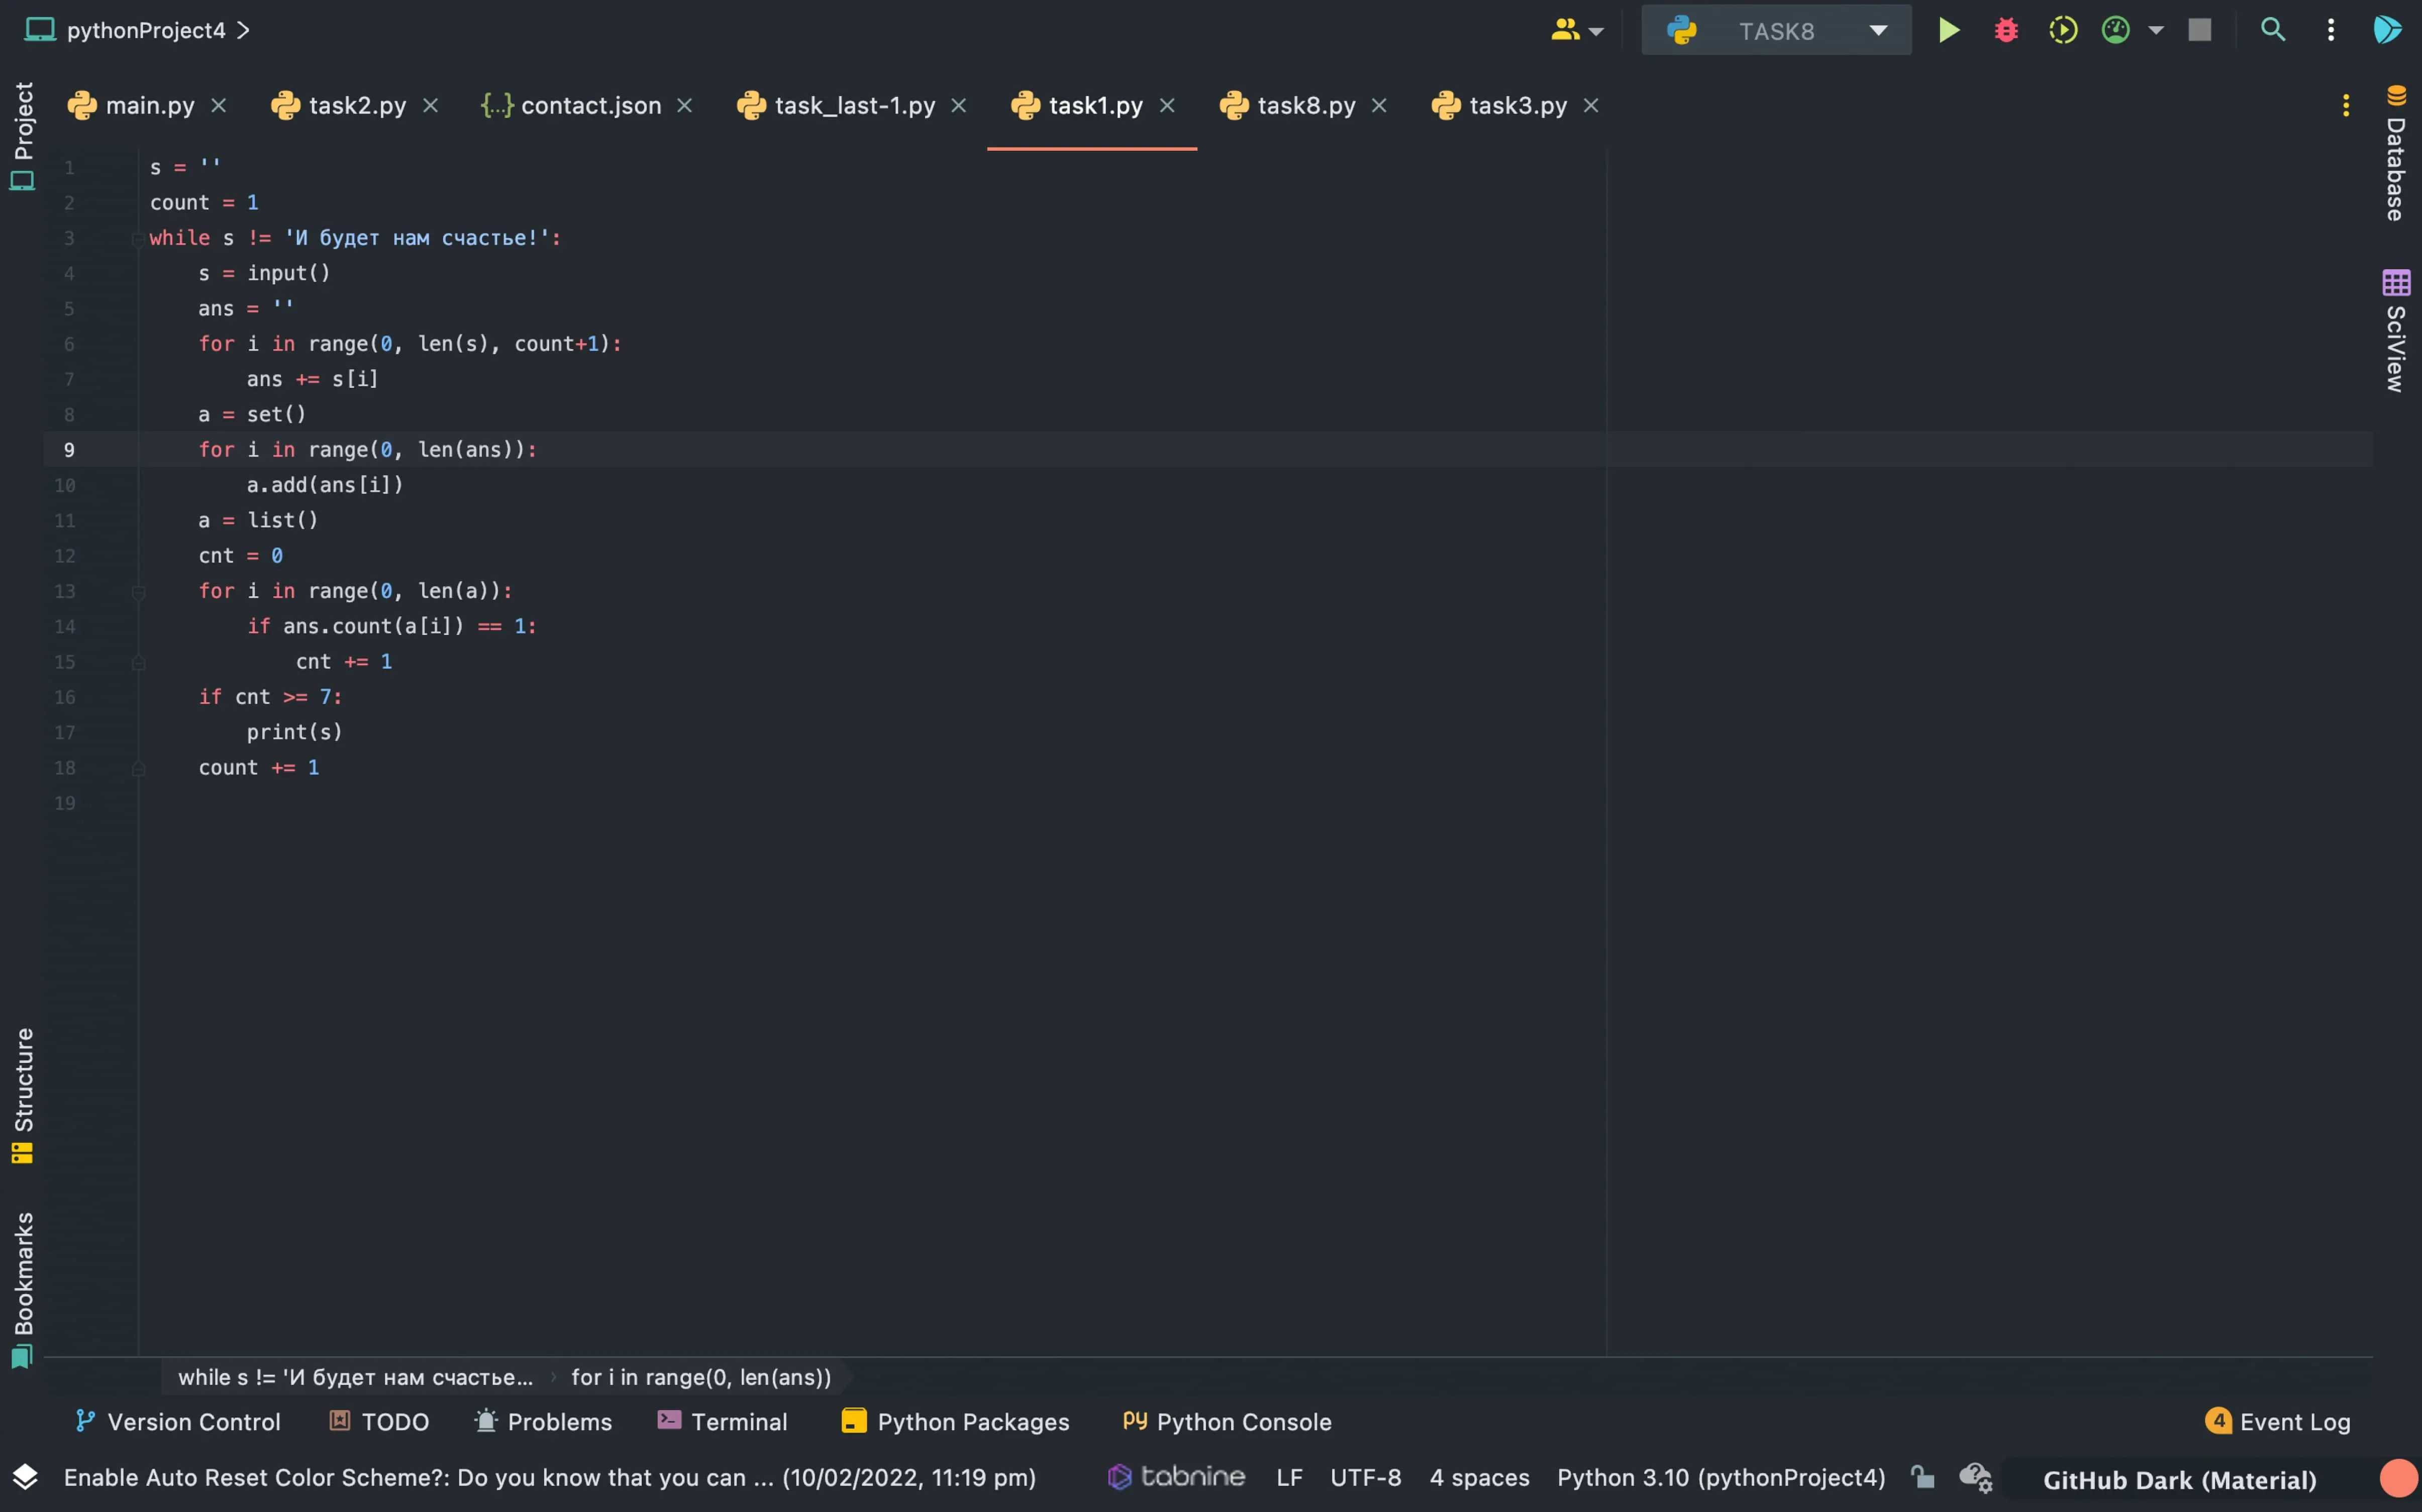 pythonProject4
TASK8
Project
main.py
task2.py
{...} contact.json
task_last-1.py
task1.py
task8.py
task3.py
Database
SciView
1 s = ''
2 count = 1
3 while s != 'И будет нам счастье!':
4 s = input()
5 ans = ''
6 for i in range(0, len(s), count+1):
7 ans += s[i]
8 a = set()
9 for i in range(0, len(ans)):
10 a.add(ans[i])
11 a = list()
12 cnt = 0
13 for i in range(0, len(a)):
14 if ans.count(a[i]) == 1:
15 cnt += 1
16 if cnt >= 7:
17 print(s)
18 count += 1
19
Structure
Bookmarks
while s != 'И будет нам счастье... › for i in range(0, len(ans))
Version Control
TODO
Problems
Terminal
Python Packages
PY Python Console
4 Event Log
Enable Auto Reset Color Scheme?: Do you know that you can ... (10/02/2022, 11:19 pm)
tabnine
LF
UTF-8
4 spaces
Python 3.10 (pythonProject4)
GitHub Dark (Material)